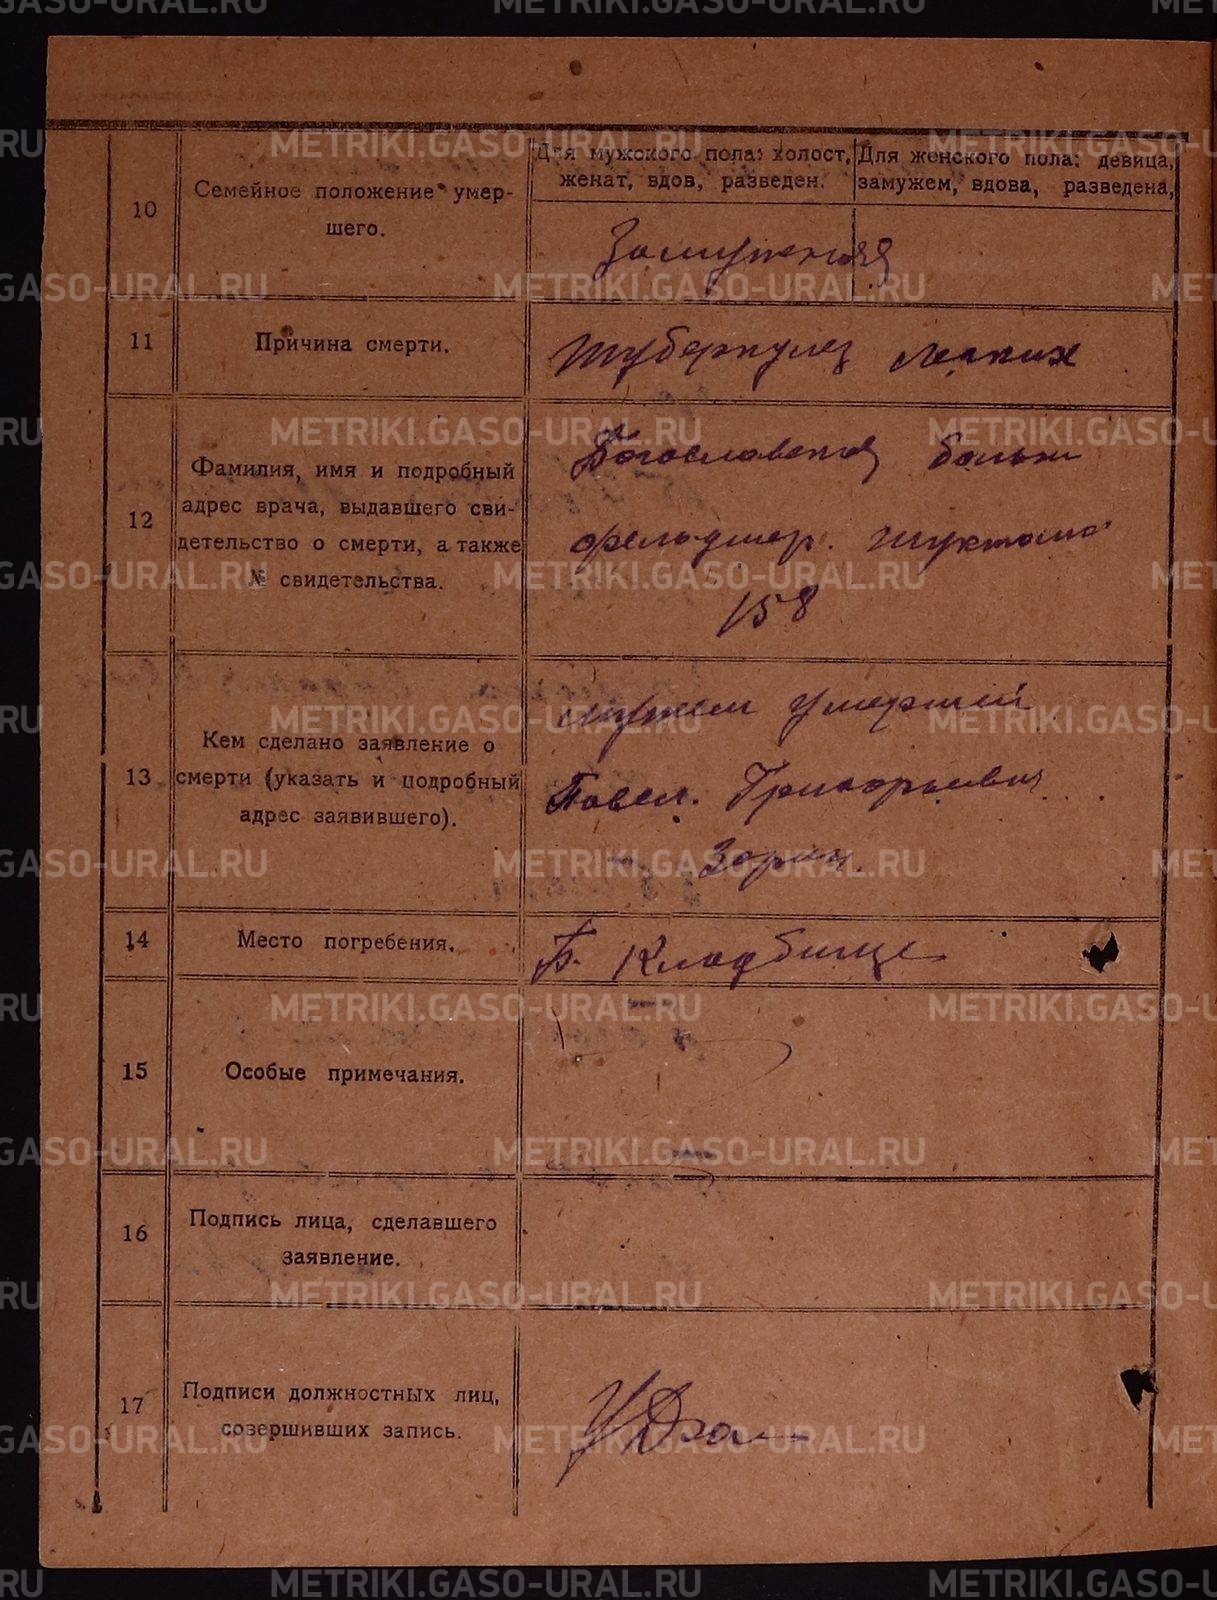 10
Семейное положение умер-
шего.
Для мужского пола: холост,
женат, вдов, разведен.
Для женского пола: девица,
замужем, вдова, разведена,
Замужняя
11
Причина смерти.
Туберкулез легких
12
Фамилия, имя и подробный
адрес врача, выдавшего сви-
детельство о смерти, а также
№ свидетельства.
Богославская больн
фельдшер.
158
13
Кем сделано заявление о
смерти (указать и подробный
адрес заявившего).
мужем умершей
Павел. Григорьевич
Зорин.
14
Место погребения.
Б. Кладбище
15
Особые примечания.
16
Подпись лица, сделавшего
заявление.
17
Подписи должностных лиц,
совершивших запись.
METRIKI.GASO-URAL.RU